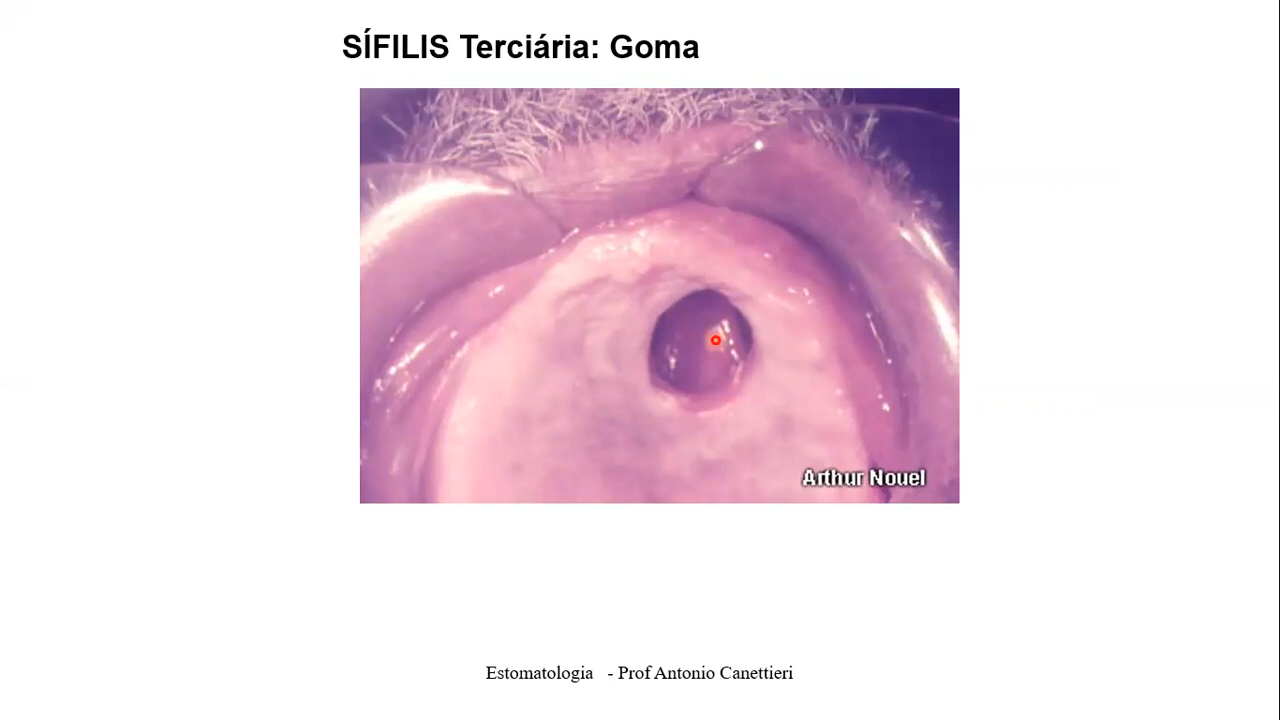 SÍFILIS Terciária: Goma
Arthur Nouel
Estomatologia - Prof Antonio Canettieri